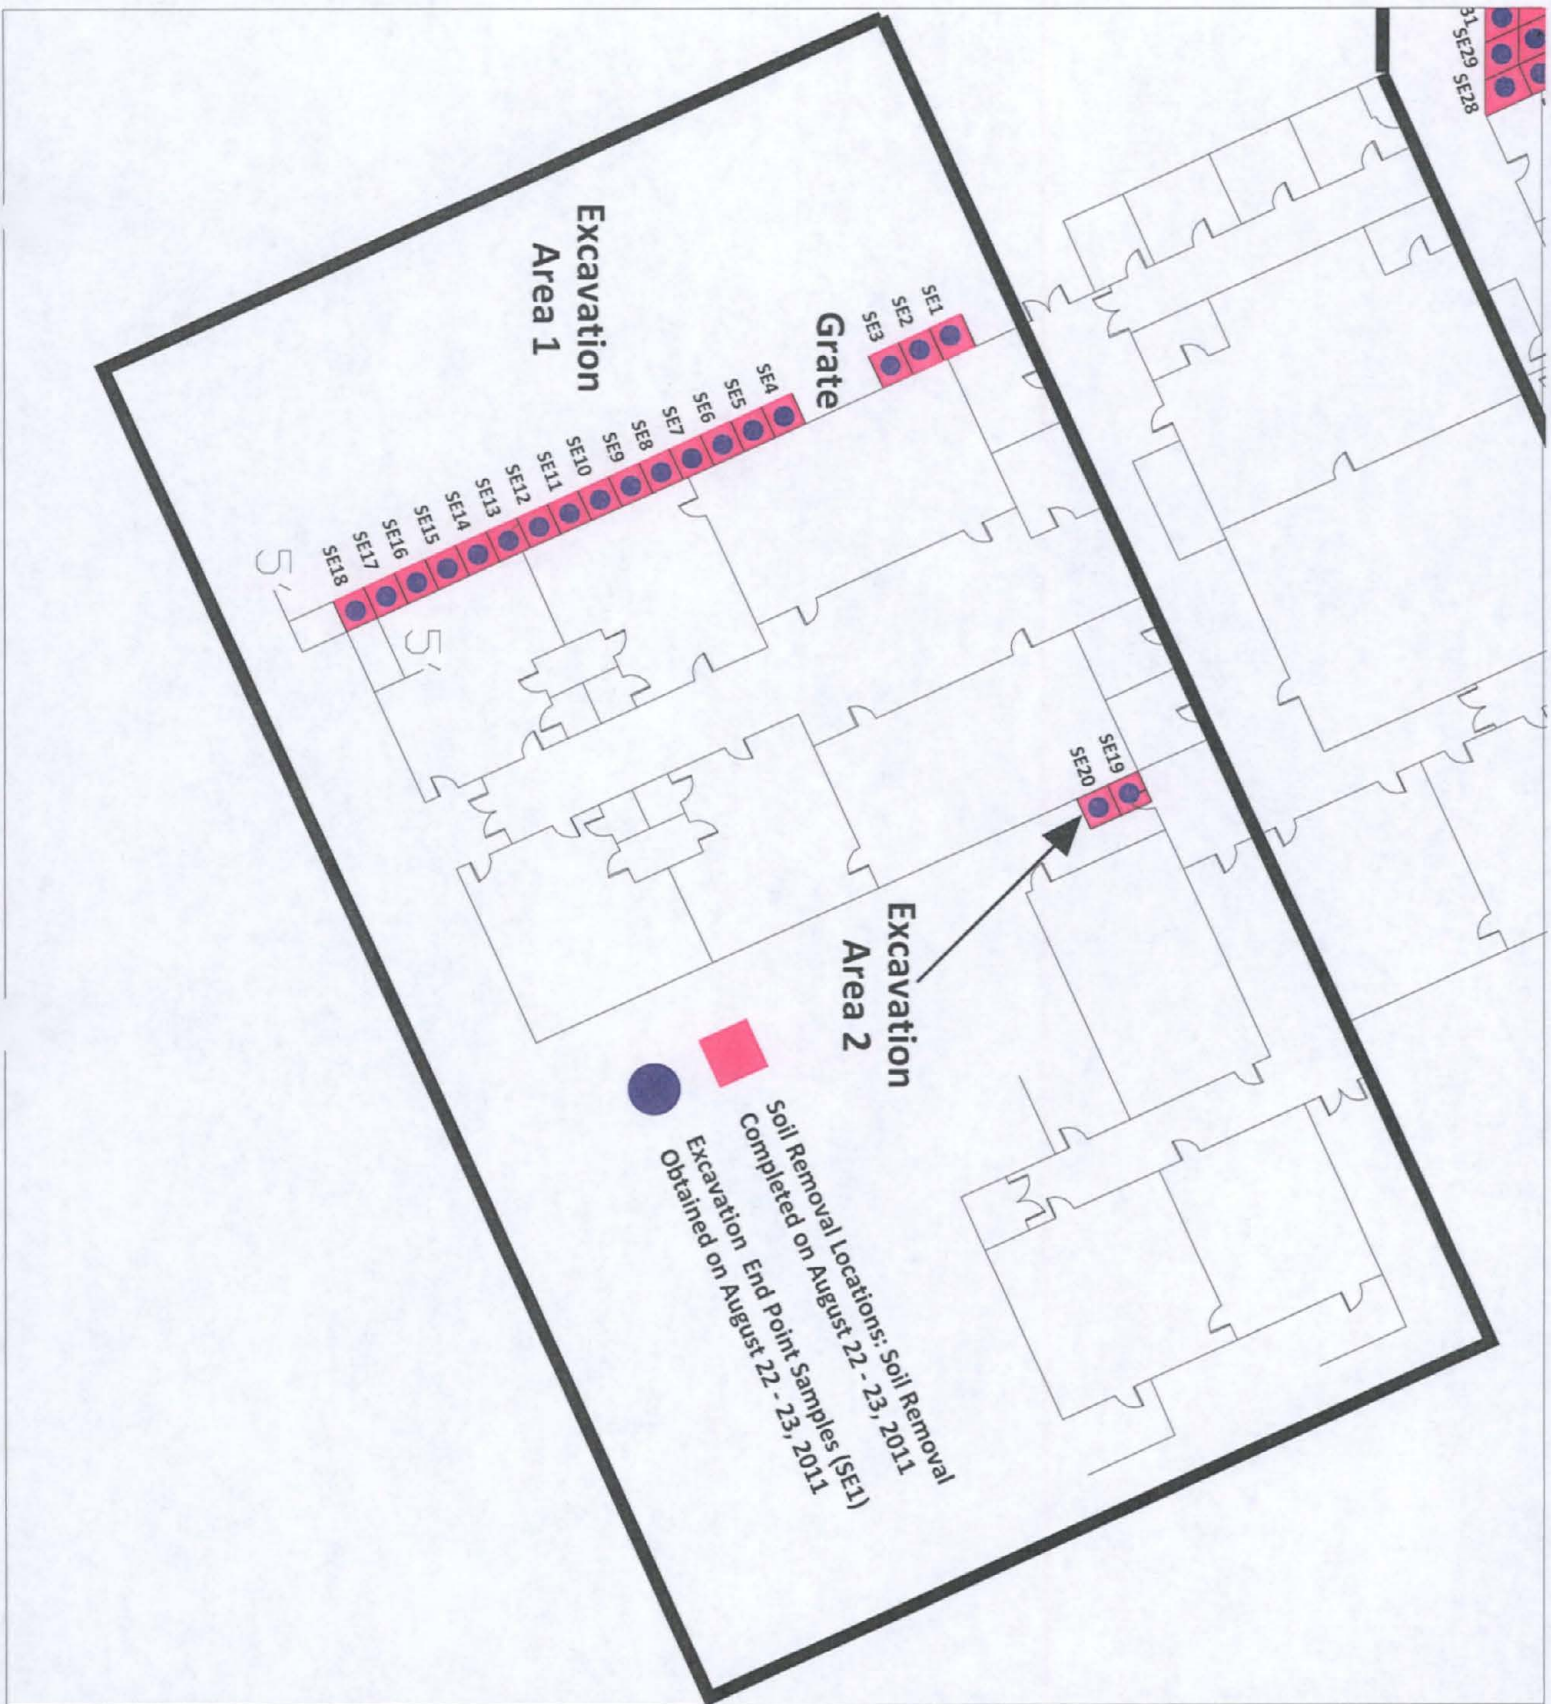 31
SE29
SE28
SE1
SE2
SE3
Grate
SE4
SE5
SE6
SE7
SE8
SE9
SE10
SE11
SE12
SE13
SE14
SE15
SE16
SE17
SE18
5'
5'
Excavation
Area 1
SE19
SE20
Excavation
Area 2
Soil Removal Locations: Soil Removal
Completed on August 22 - 23, 2011
Excavation End Point Samples (SE1)
Obtained on August 22 - 23, 2011